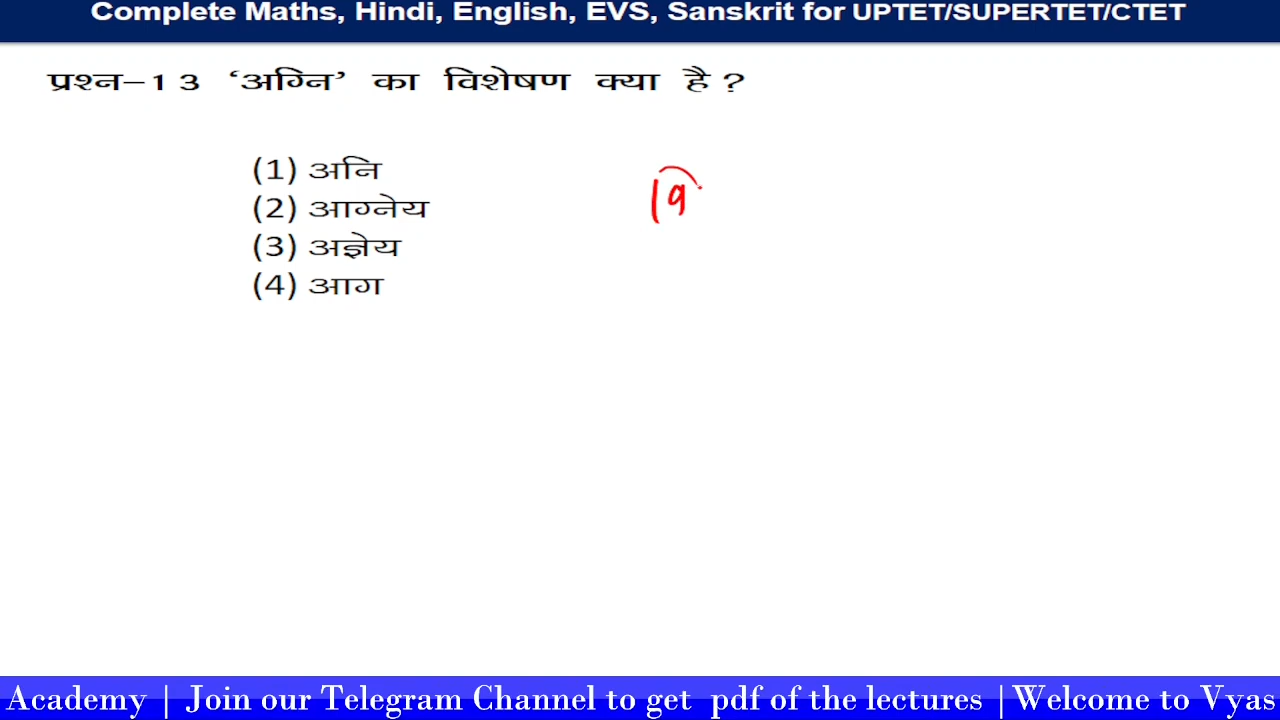 Complete Maths, Hindi, English, EVS, Sanskrit for UPTET/SUPERTET/CTET
प्रश्न–13 ‘अग्नि’ का विशेषण क्या है ?
(1) अनि
(2) आग्नेय
(3) अज्ञेय
(4) आग
Academy | Join our Telegram Channel to get pdf of the lectures |Welcome to Vyas